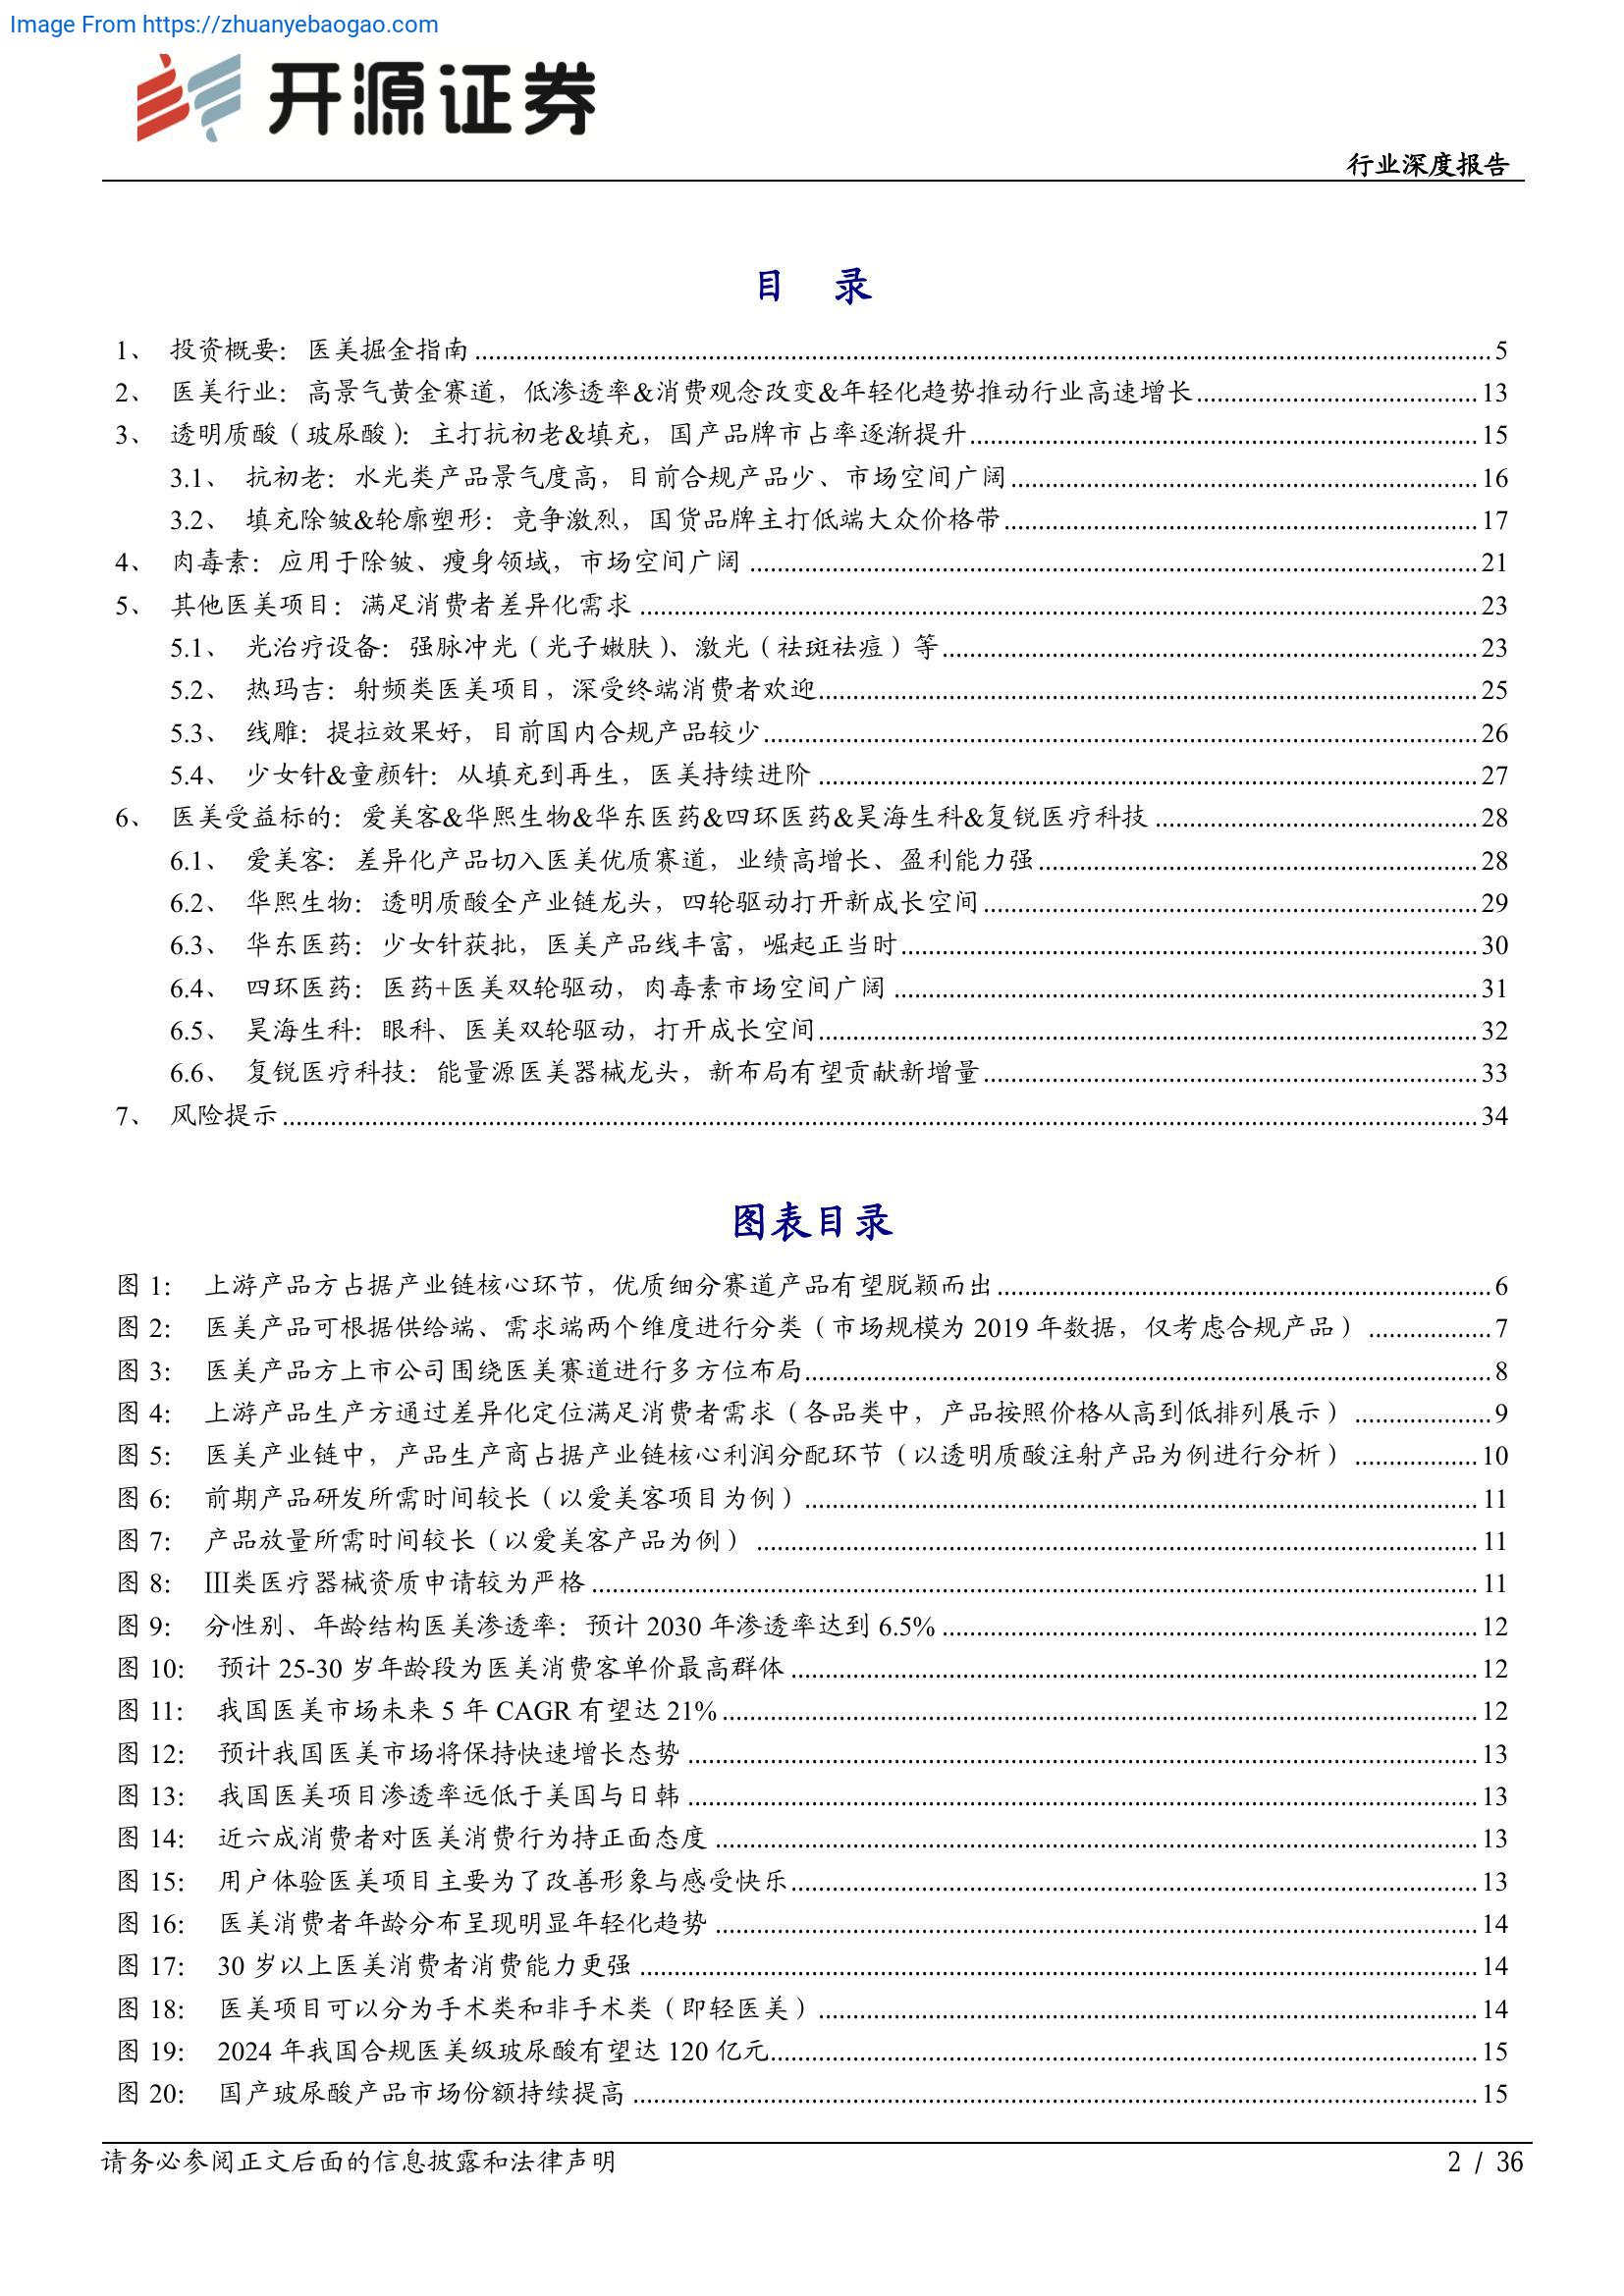 Image From https://zhuanyebaogao.com
开源证券
行业深度报告
目 录
1、 投资概要：医美掘金指南 5
2、 医美行业：高景气黄金赛道，低渗透率&消费观念改变&年轻化趋势推动行业高速增长 13
3、 透明质酸（玻尿酸）：主打抗初老&填充，国产品牌市占率逐渐提升 15
3.1、 抗初老：水光类产品景气度高，目前合规产品少、市场空间广阔 16
3.2、 填充除皱&轮廓塑形：竞争激烈，国货品牌主打低端大众价格带 17
4、 肉毒素：应用于除皱、瘦身领域，市场空间广阔 21
5、 其他医美项目：满足消费者差异化需求 23
5.1、 光治疗设备：强脉冲光（光子嫩肤）、激光（祛斑祛痘）等 23
5.2、 热玛吉：射频类医美项目，深受终端消费者欢迎 25
5.3、 线雕：提拉效果好，目前国内合规产品较少 26
5.4、 少女针&童颜针：从填充到再生，医美持续进阶 27
6、 医美受益标的：爱美客&华熙生物&华东医药&四环医药&昊海生科&复锐医疗科技 28
6.1、 爱美客：差异化产品切入医美优质赛道，业绩高增长、盈利能力强 28
6.2、 华熙生物：透明质酸全产业链龙头，四轮驱动打开新成长空间 29
6.3、 华东医药：少女针获批，医美产品线丰富，崛起正当时 30
6.4、 四环医药：医药+医美双轮驱动，肉毒素市场空间广阔 31
6.5、 昊海生科：眼科、医美双轮驱动，打开成长空间 32
6.6、 复锐医疗科技：能量源医美器械龙头，新布局有望贡献新增量 33
7、 风险提示 34
图表目录
图 1： 上游产品方占据产业链核心环节，优质细分赛道产品有望脱颖而出 6
图 2： 医美产品可根据供给端、需求端两个维度进行分类（市场规模为 2019 年数据，仅考虑合规产品） 7
图 3： 医美产品方上市公司围绕医美赛道进行多方位布局 8
图 4： 上游产品生产方通过差异化定位满足消费者需求（各品类中，产品按照价格从高到低排列展示） 9
图 5： 医美产业链中，产品生产商占据产业链核心利润分配环节（以透明质酸注射产品为例进行分析） 10
图 6： 前期产品研发所需时间较长（以爱美客项目为例） 11
图 7： 产品放量所需时间较长（以爱美客产品为例） 11
图 8： Ⅲ类医疗器械资质申请较为严格 11
图 9： 分性别、年龄结构医美渗透率：预计 2030 年渗透率达到 6.5% 12
图 10： 预计 25-30 岁年龄段为医美消费客单价最高群体 12
图 11： 我国医美市场未来 5 年 CAGR 有望达 21% 12
图 12： 预计我国医美市场将保持快速增长态势 13
图 13： 我国医美项目渗透率远低于美国与日韩 13
图 14： 近六成消费者对医美消费行为持正面态度 13
图 15： 用户体验医美项目主要为了改善形象与感受快乐 13
图 16： 医美消费者年龄分布呈现明显年轻化趋势 14
图 17： 30 岁以上医美消费者消费能力更强 14
图 18： 医美项目可以分为手术类和非手术类（即轻医美） 14
图 19： 2024 年我国合规医美级玻尿酸有望达 120 亿元 15
图 20： 国产玻尿酸产品市场份额持续提高 15
请务必参阅正文后面的信息披露和法律声明
2 / 36